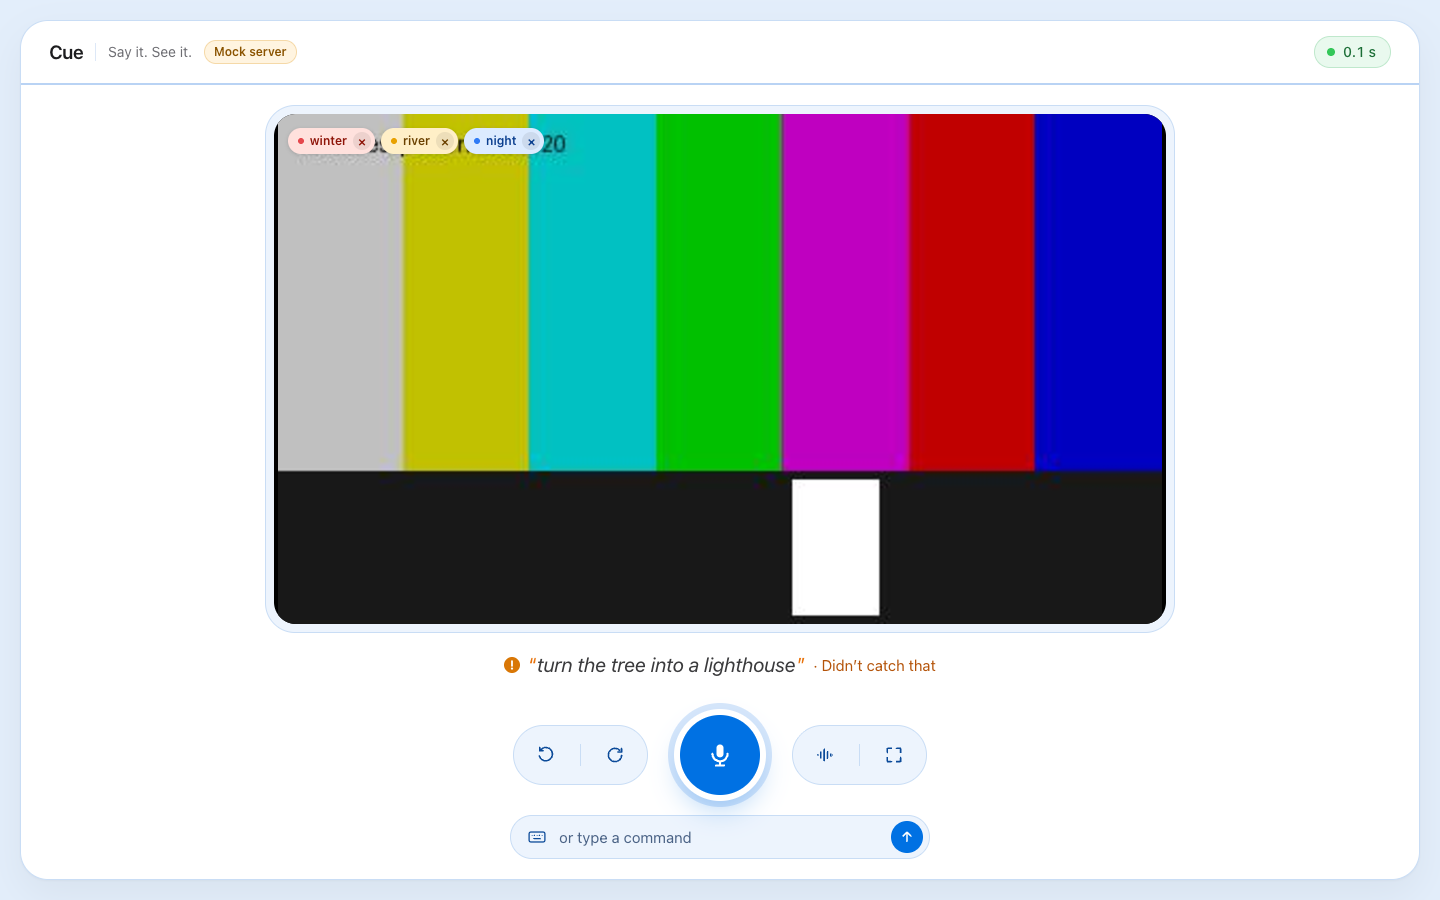 Cue
Say it. See it.
Mock server
0.1 s
winter ×
river ×
night ×
20
“turn the tree into a lighthouse” · Didn’t catch that
or type a command